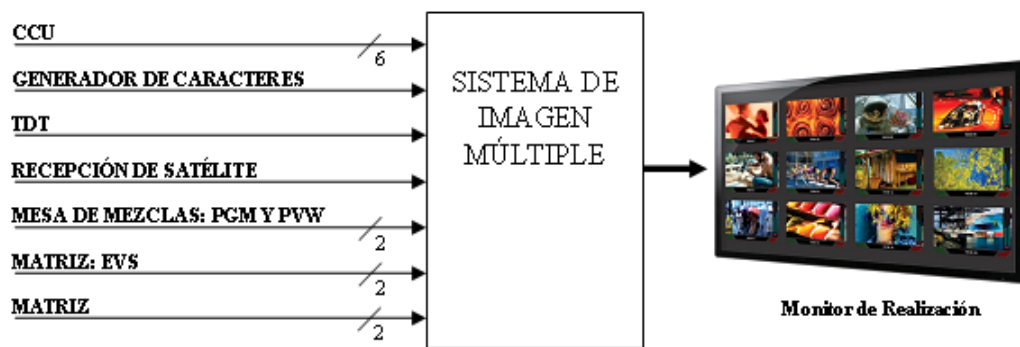 CCU
6
GENERADOR DE CARACTERES
TDT
RECEPCIÓN DE SATÉLITE
MESA DE MEZCLAS: PGM Y PVW
2
MATRIZ: EVS
2
MATRIZ
2
SISTEMA DE
IMAGEN
MÚLTIPLE
Monitor de Realización